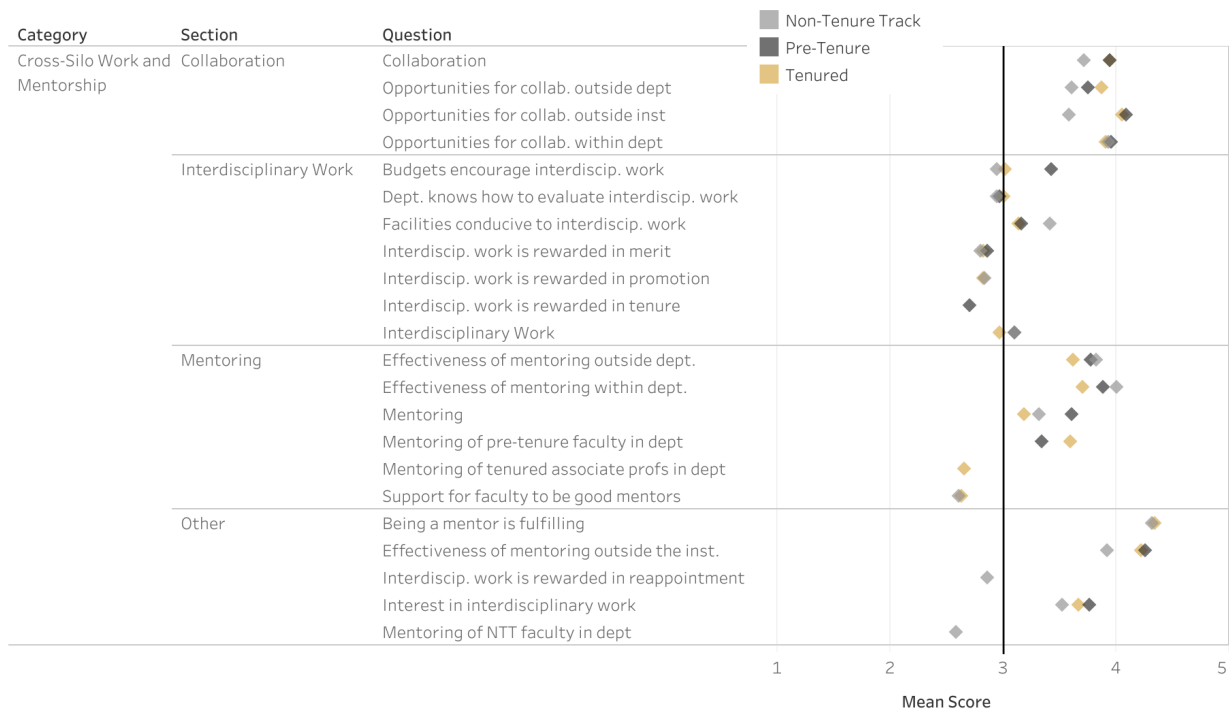 Non-Tenure Track
Pre-Tenure
Tenured
Category Section Question
Cross-Silo Work and Mentorship Collaboration Collaboration
Opportunities for collab. outside dept
Opportunities for collab. outside inst
Opportunities for collab. within dept
Interdisciplinary Work Budgets encourage interdiscip. work
Dept. knows how to evaluate interdiscip. work
Facilities conducive to interdiscip. work
Interdiscip. work is rewarded in merit
Interdiscip. work is rewarded in promotion
Interdiscip. work is rewarded in tenure
Interdisciplinary Work
Mentoring Effectiveness of mentoring outside dept.
Effectiveness of mentoring within dept.
Mentoring
Mentoring of pre-tenure faculty in dept
Mentoring of tenured associate profs in dept
Support for faculty to be good mentors
Other Being a mentor is fulfilling
Effectiveness of mentoring outside the inst.
Interdiscip. work is rewarded in reappointment
Interest in interdisciplinary work
Mentoring of NTT faculty in dept
1 2 3 4 5
Mean Score